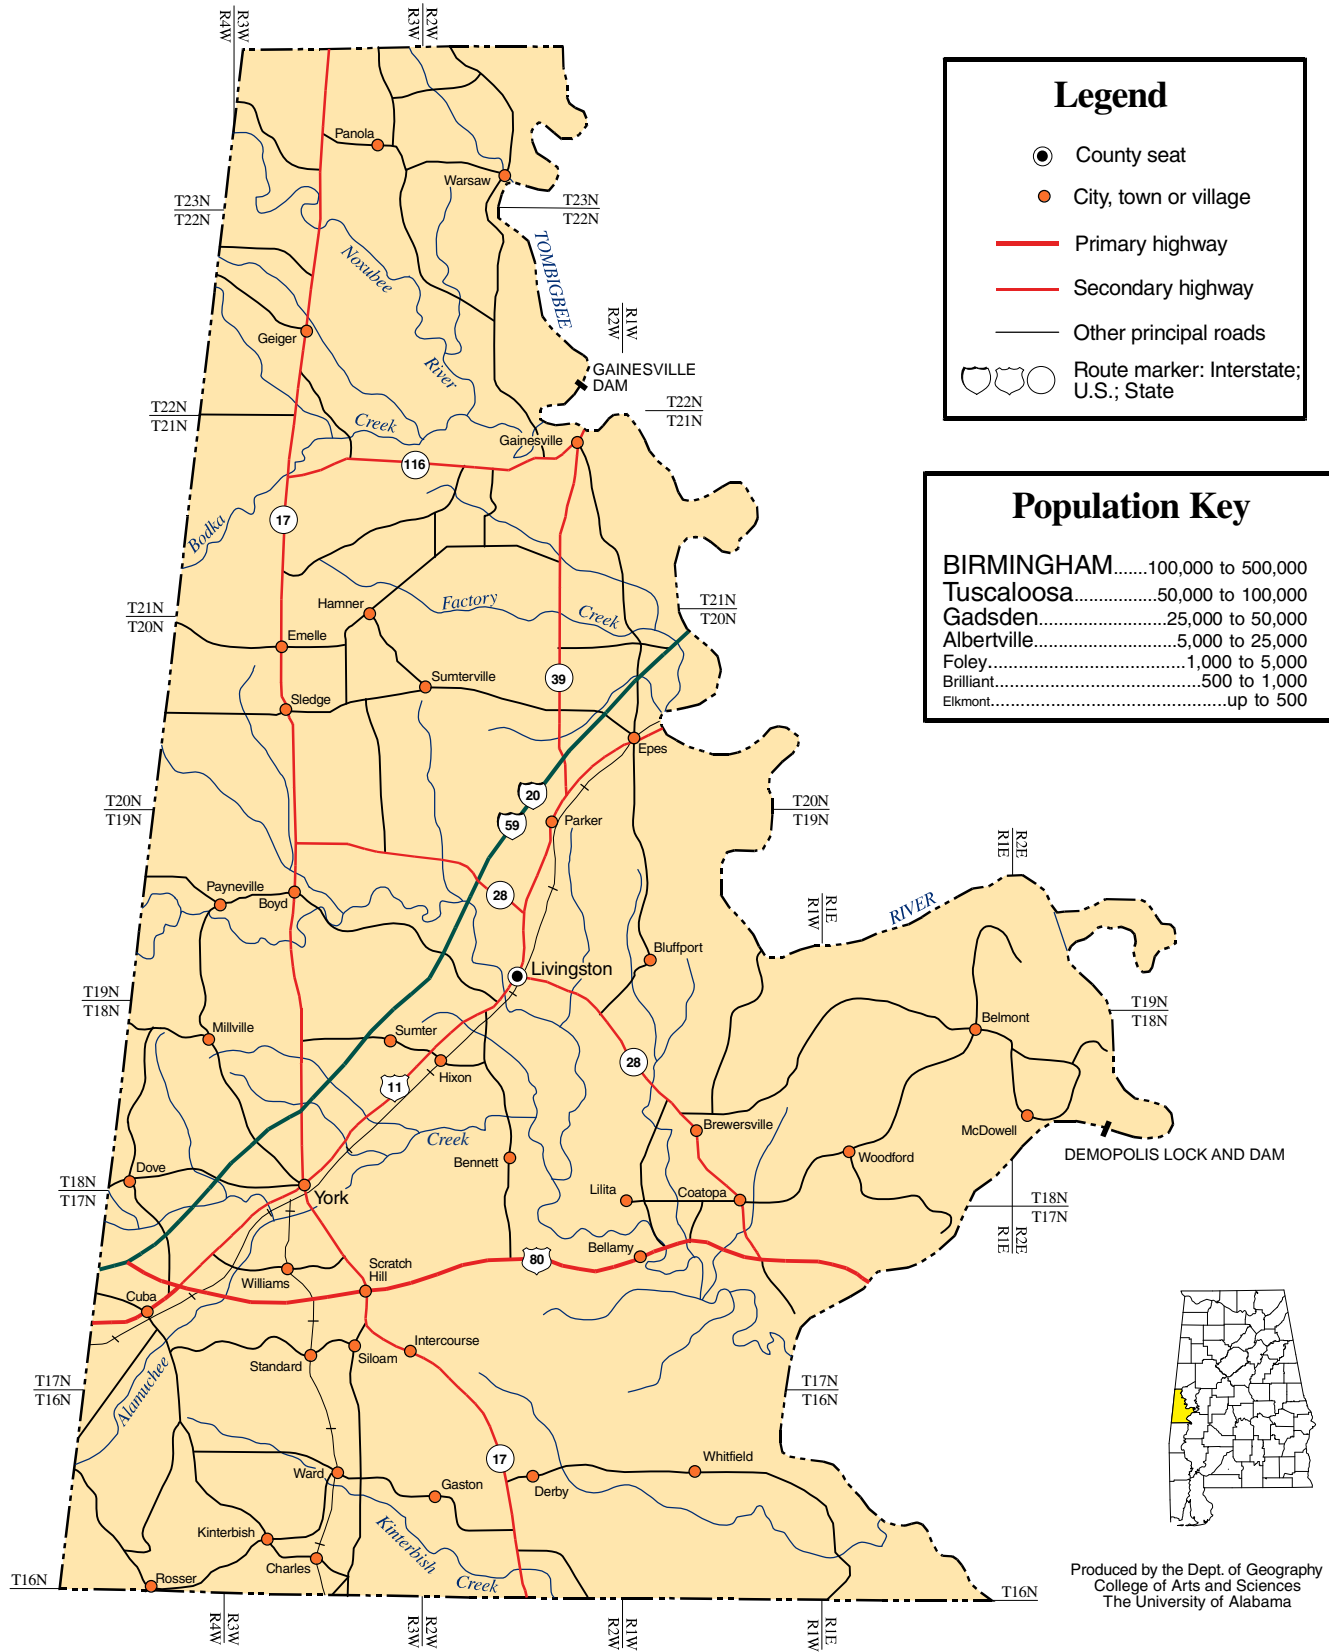 R4W
R3W
R3W
R2W
Legend
County seat
City, town or village
Primary highway
Secondary highway
Other principal roads
Route marker: Interstate;
U.S.; State
Population Key
BIRMINGHAM.......100,000 to 500,000
Tuscaloosa.................50,000 to 100,000
Gadsden..........................25,000 to 50,000
Albertville.............................5,000 to 25,000
Foley........................................1,000 to 5,000
Brilliant.........................................500 to 1,000
Elkmont..............................................up to 500
Panola
Warsaw
T23N
T22N
T23N
T22N
Noxubee
TOMBIGBEE
R2W
R1W
Geiger
River
GAINESVILLE
DAM
T22N
T21N
T22N
T21N
Creek
Gainesville
116
17
Bodka
Hamner
Factory
Creek
T21N
T20N
T21N
T20N
Emelle
Sumterville
39
Sledge
Epes
20
59
Parker
T20N
T19N
T20N
T19N
R1E
R2E
Payneville
Boyd
28
R1W
R1E
RIVER
Livingston
Bluffport
T19N
T18N
T19N
T18N
Millville
Sumter
Belmont
Hixon
28
11
Creek
Brewersville
McDowell
Bennett
Woodford
DEMOPOLIS LOCK AND DAM
Dove
T18N
T17N
York
Lilita
Coatopa
T18N
T17N
R1E
R2E
Bellamy
80
Scratch
Hill
Williams
Cuba
Intercourse
Siloam
Standard
Alamuchee
T17N
T16N
T17N
T16N
17
Whitfield
Ward
Gaston
Derby
Kinterbish
Kinterbish
Creek
Charles
Rosser
T16N
T16N
R4W
R3W
R3W
R2W
R2W
R1W
R1W
R1E
Produced by the Dept. of Geography
College of Arts and Sciences
The University of Alabama